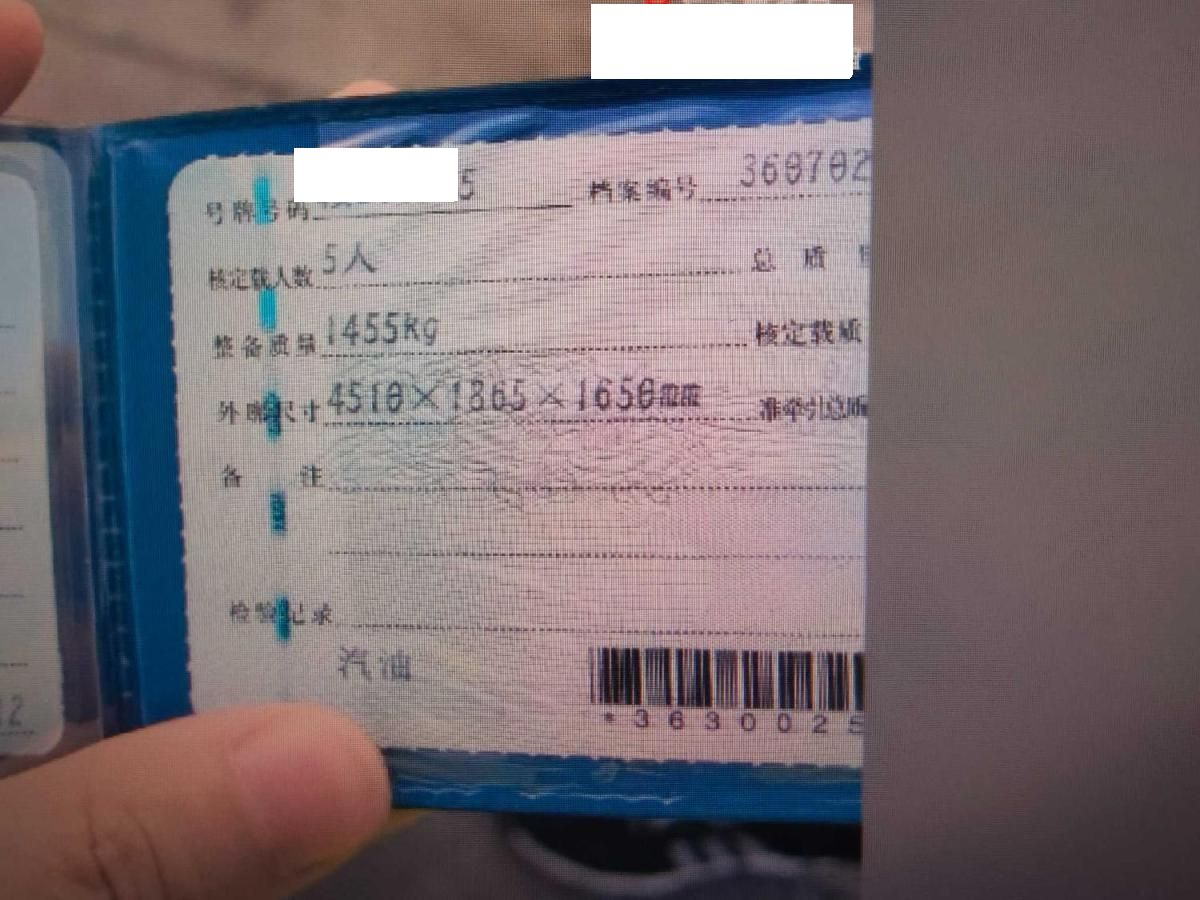 号牌号码 5 档案编号 360702
核定载人数 5人 总 质
整备质量 1455kg 核定载质
外廓尺寸 4510×1865×1650mm 准牵引总质
备 注
检验记录
汽油
*3630025
12